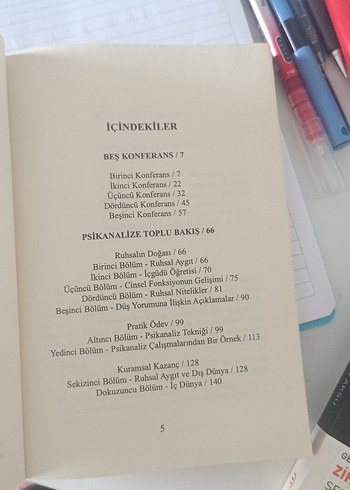 İÇİNDEKİLER
BEŞ KONFERANS / 7
Birinci Konferans / 7
İkinci Konferans / 22
Üçüncü Konferans / 32
Dördüncü Konferans / 45
Beşinci Konferans / 57
PSİKANALİZE TOPLU BAKIŞ / 66
Ruhsalın Doğası / 66
Birinci Bölüm - Ruhsal Aygıt / 66
İkinci Bölüm - İçgüdü Öğretisi / 70
Üçüncü Bölüm - Cinsel Fonksiyonun Gelişimi / 75
Dördüncü Bölüm - Ruhsal Nitelikler / 81
Beşinci Bölüm - Düş Yorumuna İlişkin Açıklamalar / 90
Pratik Ödev / 99
Altıncı Bölüm - Psikanaliz Tekniği / 99
Yedinci Bölüm - Psikanaliz Çalışmalarından Bir Örnek / 113
Kuramsal Kazanç / 128
Sekizinci Bölüm - Ruhsal Aygıt ve Dış Dünya / 128
Dokuzuncu Bölüm - İç Dünya / 140
5